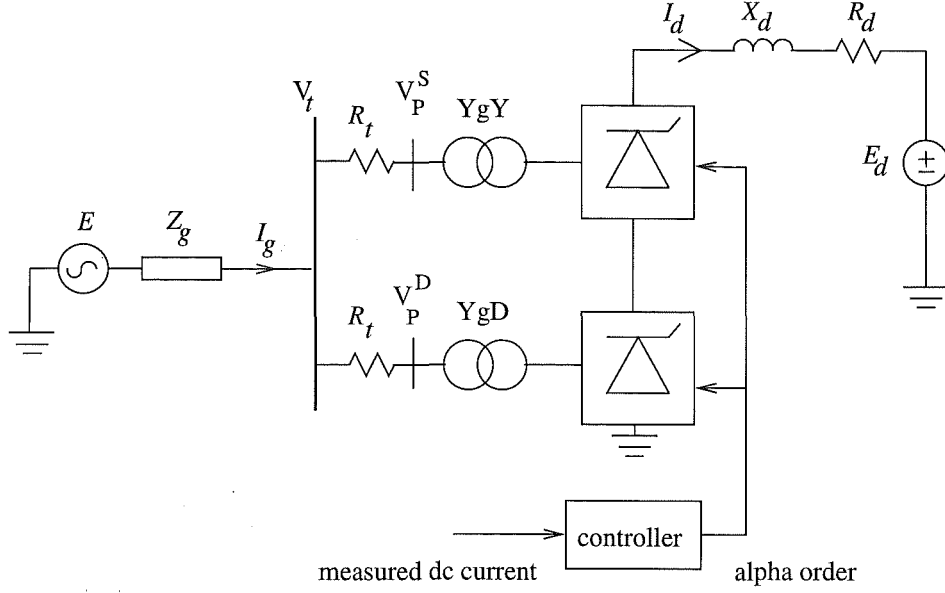 I_d X_d R_d
V_t
R_t V_P^S YgY
E_d
±
E Z_g I_g
R_t V_P^D YgD
controller
measured dc current alpha order